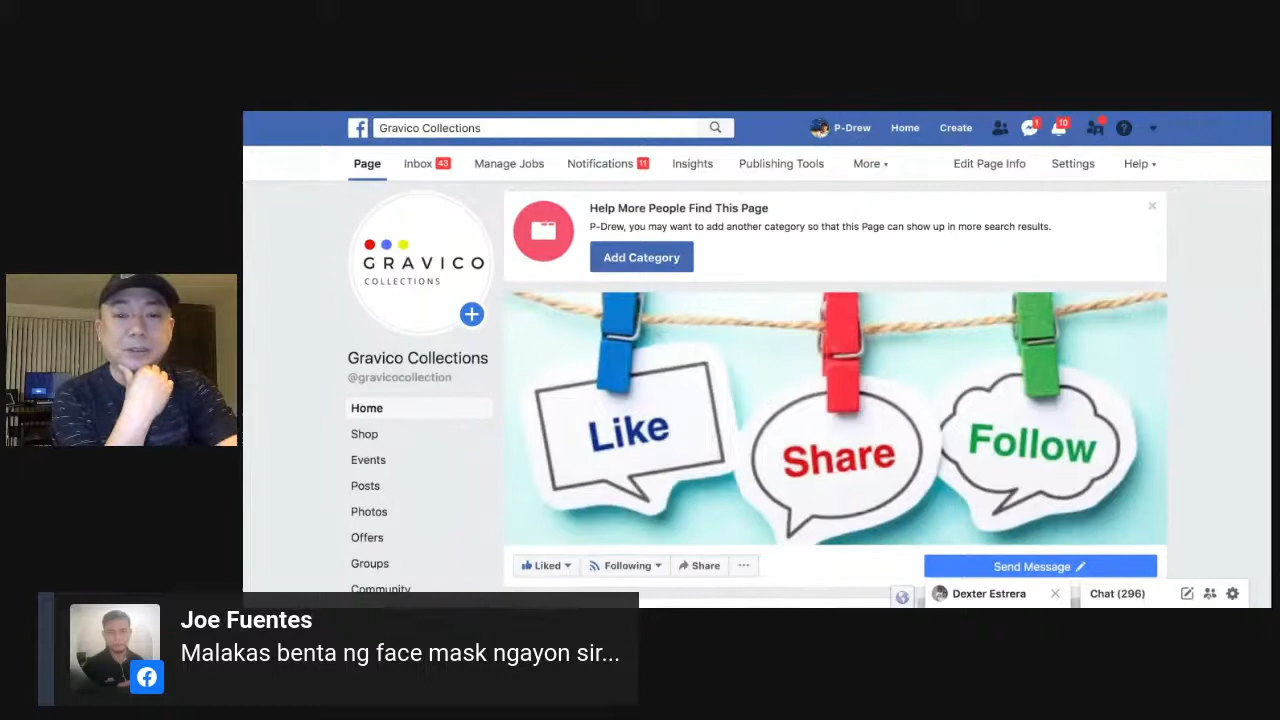 Gravico Collections
P-Drew
Home
Create
1
10
?
Page
Inbox 43
Manage Jobs
Notifications 11
Insights
Publishing Tools
More
Edit Page Info
Settings
Help
GRAVICO
COLLECTIONS
Help More People Find This Page
P-Drew, you may want to add another category so that this Page can show up in more search results.
Add Category
Gravico Collections
@gravicocollection
Home
Shop
Events
Posts
Photos
Offers
Groups
Community
Like
Share
Follow
Liked
Following
Share
Send Message
Dexter Estrera
Chat (296)
Joe Fuentes
Malakas benta ng face mask ngayon sir...